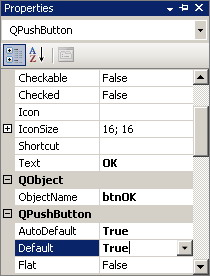 Properties
QPushButton
Checkable False
Checked False
Icon
IconSize 16; 16
Shortcut
Text OK
QObject
ObjectName btnOK
QPushButton
AutoDefault True
Default True
Flat False